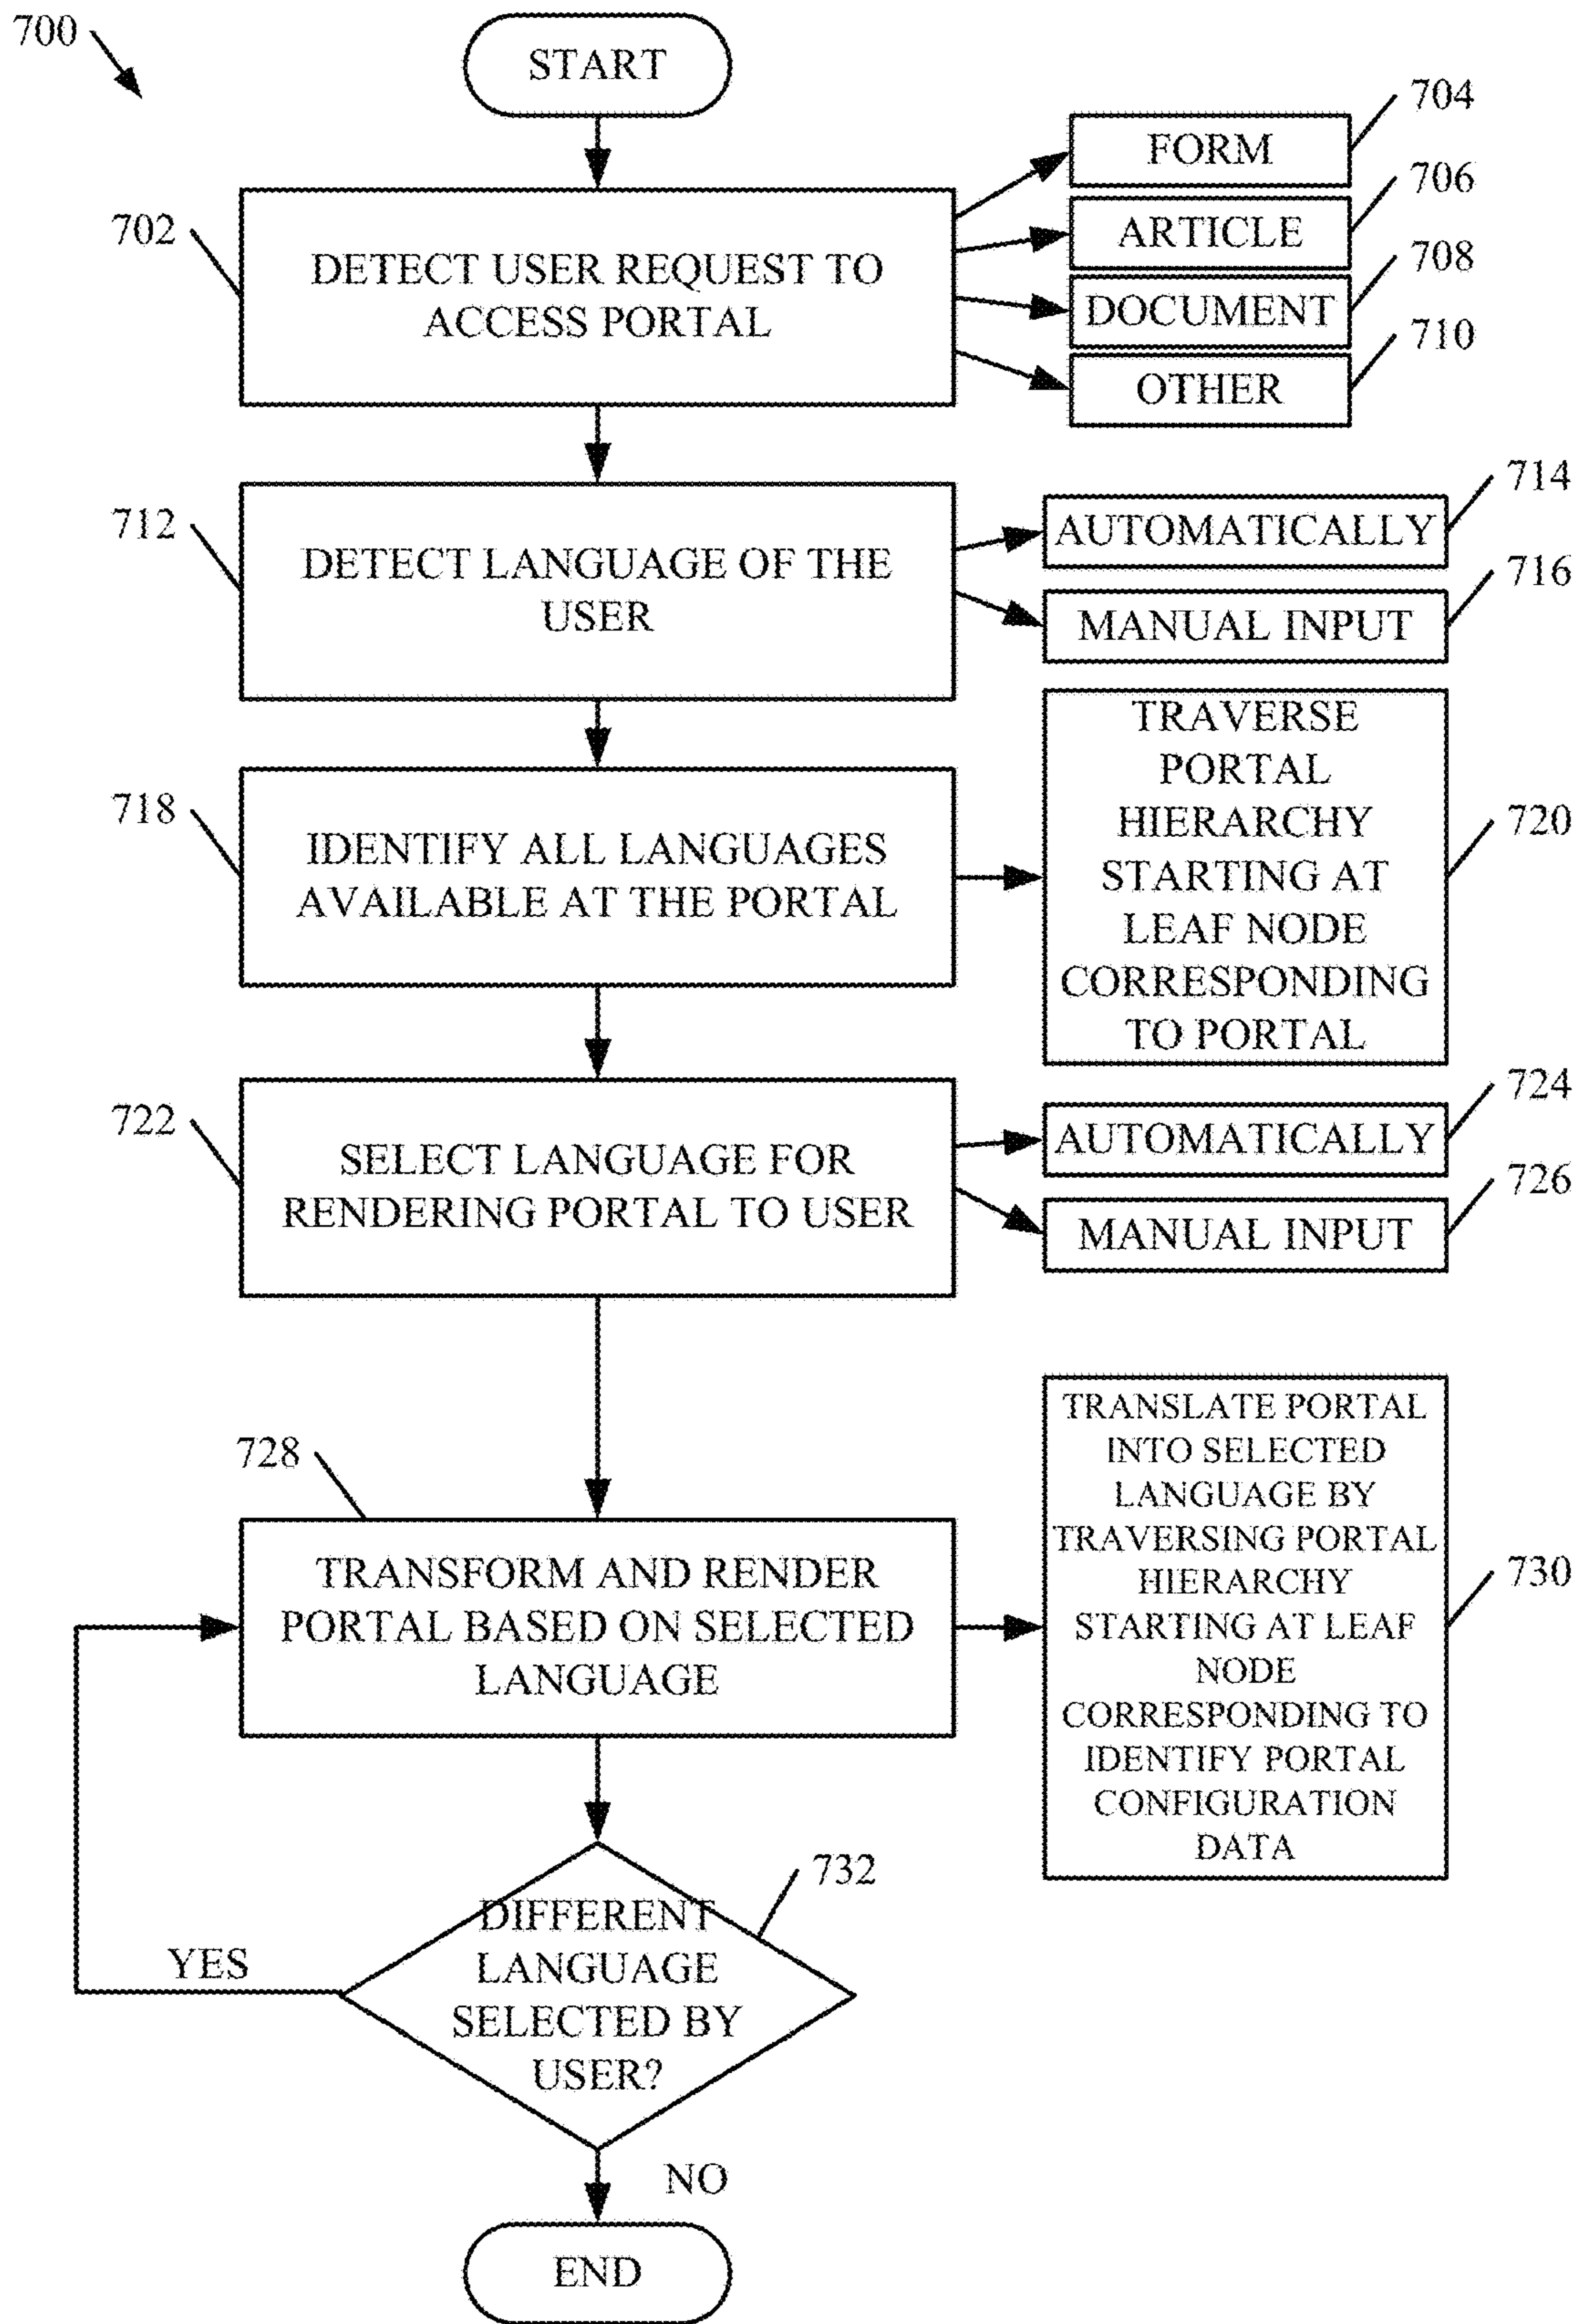 700
START
704
FORM
706
ARTICLE
708
DOCUMENT
710
OTHER
702
DETECT USER REQUEST TO
ACCESS PORTAL
712
DETECT LANGUAGE OF THE
USER
714
AUTOMATICALLY
716
MANUAL INPUT
718
IDENTIFY ALL LANGUAGES
AVAILABLE AT THE PORTAL
TRAVERSE
PORTAL
HIERARCHY
STARTING AT
LEAF NODE
CORRESPONDING
TO PORTAL
720
722
SELECT LANGUAGE FOR
RENDERING PORTAL TO USER
724
AUTOMATICALLY
726
MANUAL INPUT
728
TRANSFORM AND RENDER
PORTAL BASED ON SELECTED
LANGUAGE
TRANSLATE PORTAL
INTO SELECTED
LANGUAGE BY
TRAVERSING PORTAL
HIERARCHY
STARTING AT LEAF
NODE
CORRESPONDING TO
IDENTIFY PORTAL
CONFIGURATION
DATA
730
732
DIFFERENT
LANGUAGE
SELECTED BY
USER?
YES
NO
END